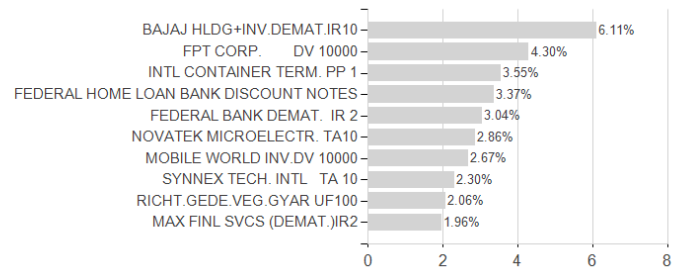 BAJAJ HLDG+INV.DEMAT.IR10 6.11%
FPT CORP. DV 10000 4.30%
INTL CONTAINER TERM. PP 1 3.55%
FEDERAL HOME LOAN BANK DISCOUNT NOTES 3.37%
FEDERAL BANK DEMAT. IR 2 3.04%
NOVATEK MICROELECTR. TA10 2.86%
MOBILE WORLD INV.DV 10000 2.67%
SYNNEX TECH. INTL TA 10 2.30%
RICHT.GEDE.VEG.GYAR UF100 2.06%
MAX FINL SVCS (DEMAT.)IR2 1.96%
0 2 4 6 8